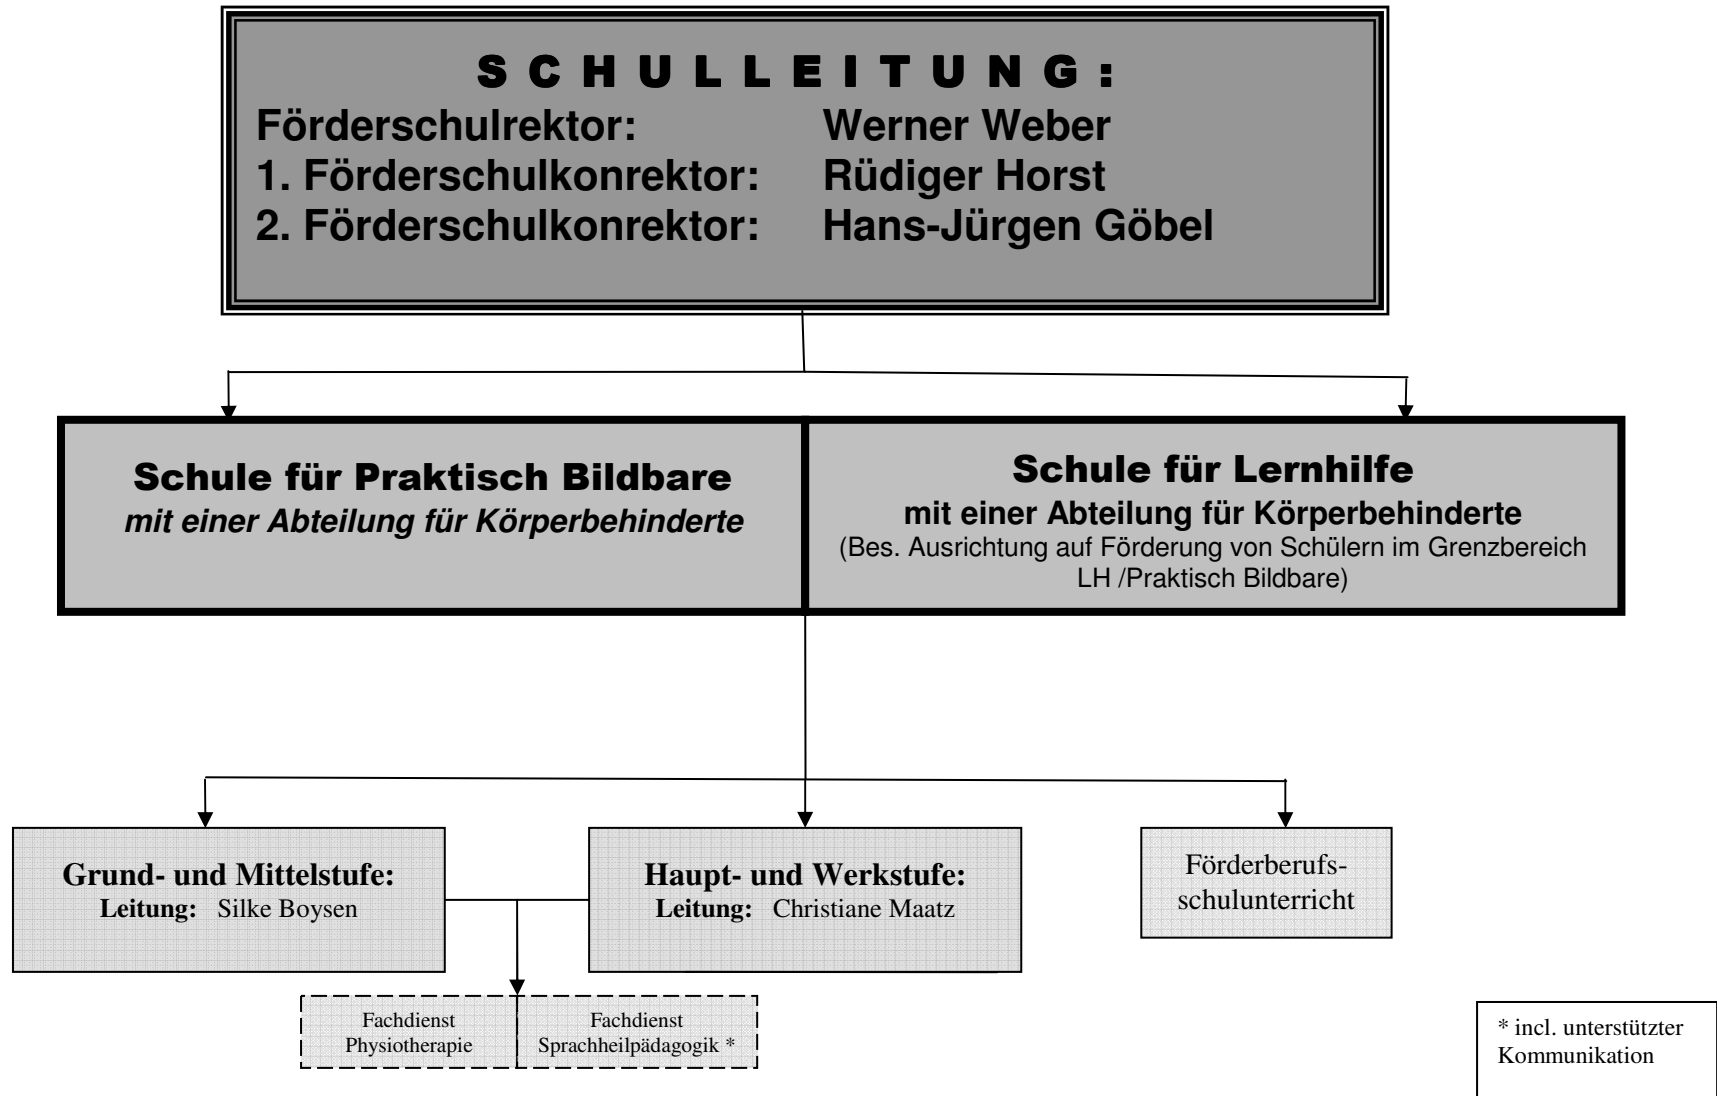 SCHULLEITUNG:
Förderschulrektor: Werner Weber
1. Förderschulkonrektor: Rüdiger Horst
2. Förderschulkonrektor: Hans-Jürgen Göbel
Schule für Praktisch Bildbare
mit einer Abteilung für Körperbehinderte
Schule für Lernhilfe
mit einer Abteilung für Körperbehinderte
(Bes. Ausrichtung auf Förderung von Schülern im Grenzbereich
LH /Praktisch Bildbare)
Grund- und Mittelstufe:
Leitung: Silke Boysen
Haupt- und Werkstufe:
Leitung: Christiane Maatz
Förderberufs-
schulunterricht
Fachdienst
Physiotherapie
Fachdienst
Sprachheilpädagogik *
* incl. unterstützter
Kommunikation